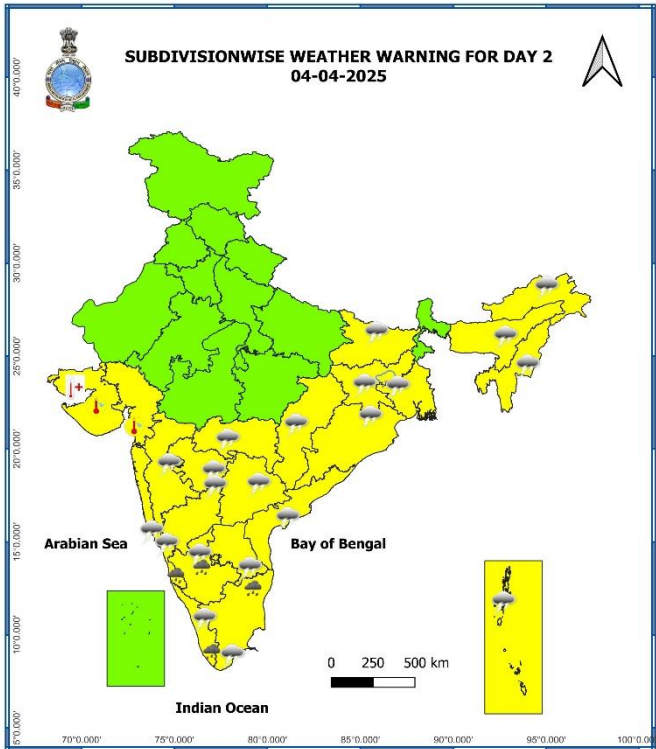 SUBDIVISIONWISE WEATHER WARNING FOR DAY 2
04-04-2025
40°0.000'
35°0.000'
30°0.000'
25°0.000'
20°0.000'
15°0.000'
10°0.000'
5°0.000'
Arabian Sea
Bay of Bengal
0 250 500 km
Indian Ocean
70°0.000' 75°0.000' 80°0.000' 85°0.000' 90°0.000' 95°0.000' 100°0.00